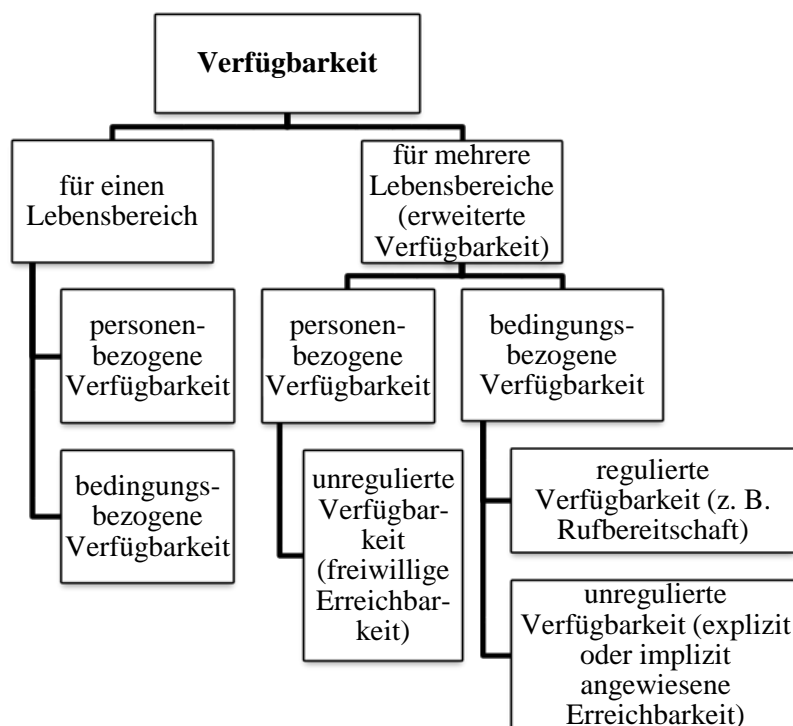 Verfügbarkeit
für einen
Lebensbereich
für mehrere
Lebensbereiche
(erweiterte
Verfügbarkeit)
personen-
bezogene
Verfügbarkeit
bedingungs-
bezogene
Verfügbarkeit
personen-
bezogene
Verfügbarkeit
unregulierte
Verfügbar-
keit
(freiwillige
Erreichbar-
keit)
bedingungs-
bezogene
Verfügbarkeit
regulierte
Verfügbarkeit (z. B.
Rufbereitschaft)
unregulierte
Verfügbarkeit (explizit
oder implizit
angewiesene
Erreichbarkeit)